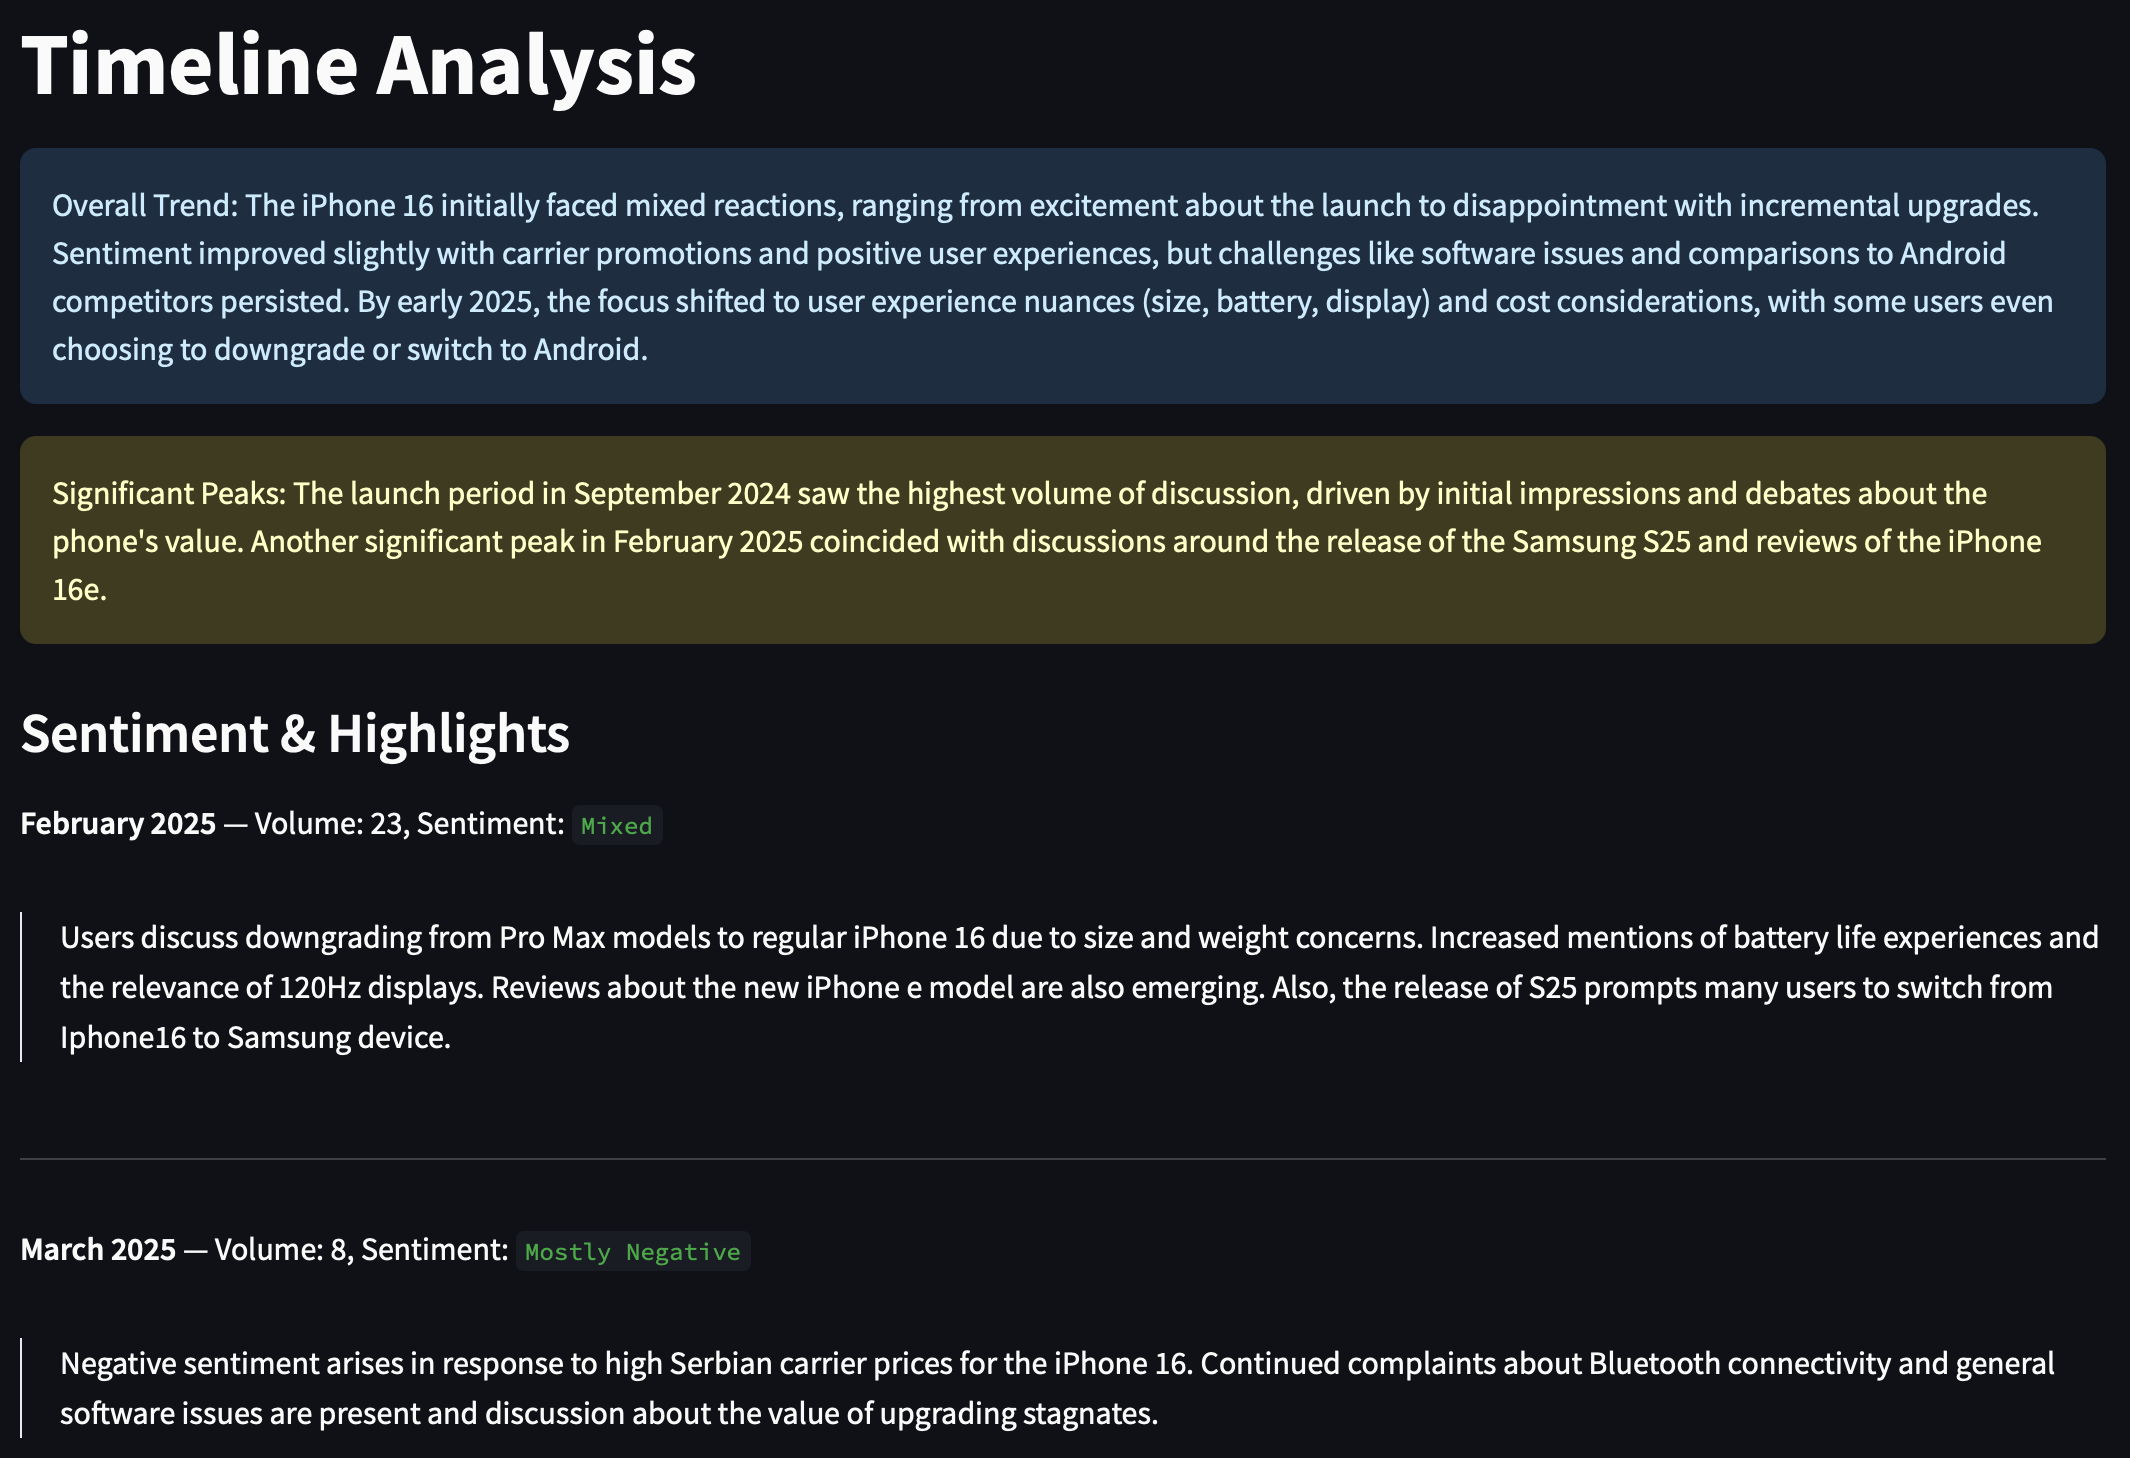 Timeline Analysis
Overall Trend: The iPhone 16 initially faced mixed reactions, ranging from excitement about the launch to disappointment with incremental upgrades.
Sentiment improved slightly with carrier promotions and positive user experiences, but challenges like software issues and comparisons to Android
competitors persisted. By early 2025, the focus shifted to user experience nuances (size, battery, display) and cost considerations, with some users even
choosing to downgrade or switch to Android.
Significant Peaks: The launch period in September 2024 saw the highest volume of discussion, driven by initial impressions and debates about the
phone's value. Another significant peak in February 2025 coincided with discussions around the release of the Samsung S25 and reviews of the iPhone
16e.
Sentiment & Highlights
February 2025 — Volume: 23, Sentiment: Mixed
Users discuss downgrading from Pro Max models to regular iPhone 16 due to size and weight concerns. Increased mentions of battery life experiences and
the relevance of 120Hz displays. Reviews about the new iPhone e model are also emerging. Also, the release of S25 prompts many users to switch from
Iphone16 to Samsung device.
March 2025 — Volume: 8, Sentiment: Mostly Negative
Negative sentiment arises in response to high Serbian carrier prices for the iPhone 16. Continued complaints about Bluetooth connectivity and general
software issues are present and discussion about the value of upgrading stagnates.